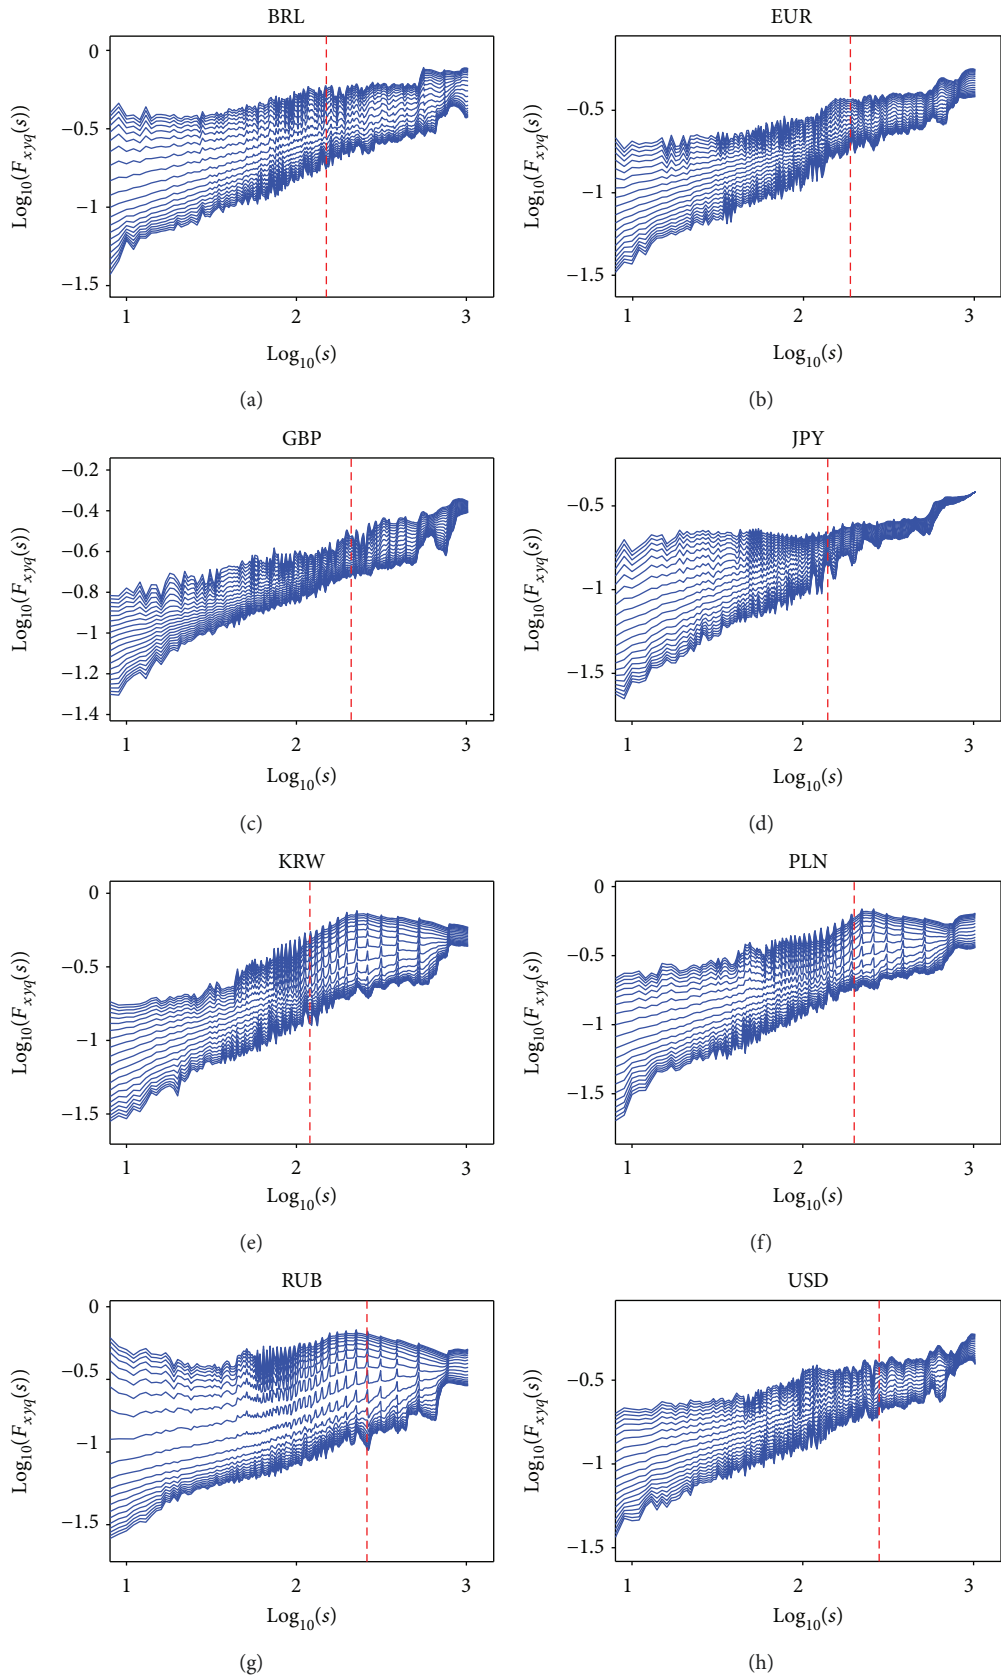 BRL
0
−0.5
−1
−1.5
Log10(Fxyq(s))
1 2 3
Log10(s)
(a)
EUR
−0.5
−1
−1.5
Log10(Fxyq(s))
1 2 3
Log10(s)
(b)
GBP
−0.2
−0.4
−0.6
−0.8
−1
−1.2
−1.4
Log10(Fxyq(s))
1 2 3
Log10(s)
(c)
JPY
−0.5
−1
−1.5
Log10(Fxyq(s))
1 2 3
Log10(s)
(d)
KRW
0
−0.5
−1
−1.5
Log10(Fxyq(s))
1 2 3
Log10(s)
(e)
PLN
0
−0.5
−1
−1.5
Log10(Fxyq(s))
1 2 3
Log10(s)
(f)
RUB
0
−0.5
−1
−1.5
Log10(Fxyq(s))
1 2 3
Log10(s)
(g)
USD
−0.5
−1
−1.5
Log10(Fxyq(s))
1 2 3
Log10(s)
(h)